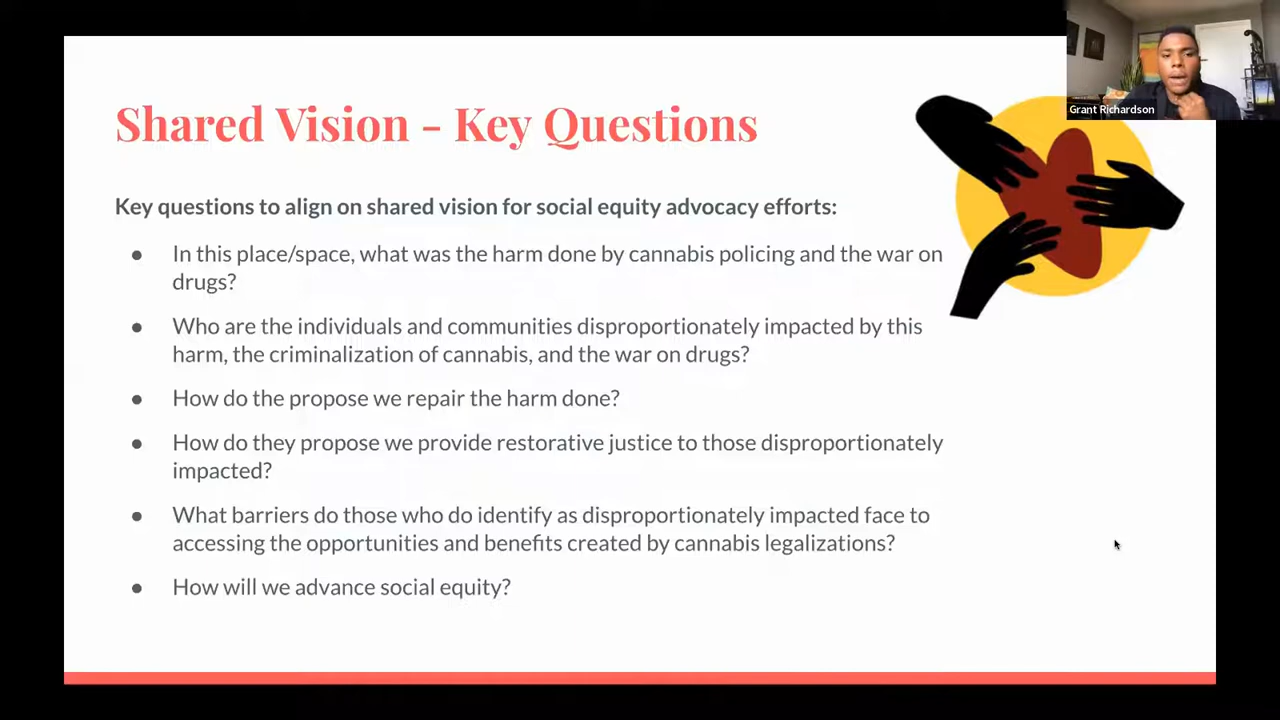 Grant Richardson
Shared Vision - Key Questions
Key questions to align on shared vision for social equity advocacy efforts:
● In this place/space, what was the harm done by cannabis policing and the war on
drugs?
● Who are the individuals and communities disproportionately impacted by this
harm, the criminalization of cannabis, and the war on drugs?
● How do the propose we repair the harm done?
● How do they propose we provide restorative justice to those disproportionately
impacted?
● What barriers do those who do identify as disproportionately impacted face to
accessing the opportunities and benefits created by cannabis legalizations?
● How will we advance social equity?